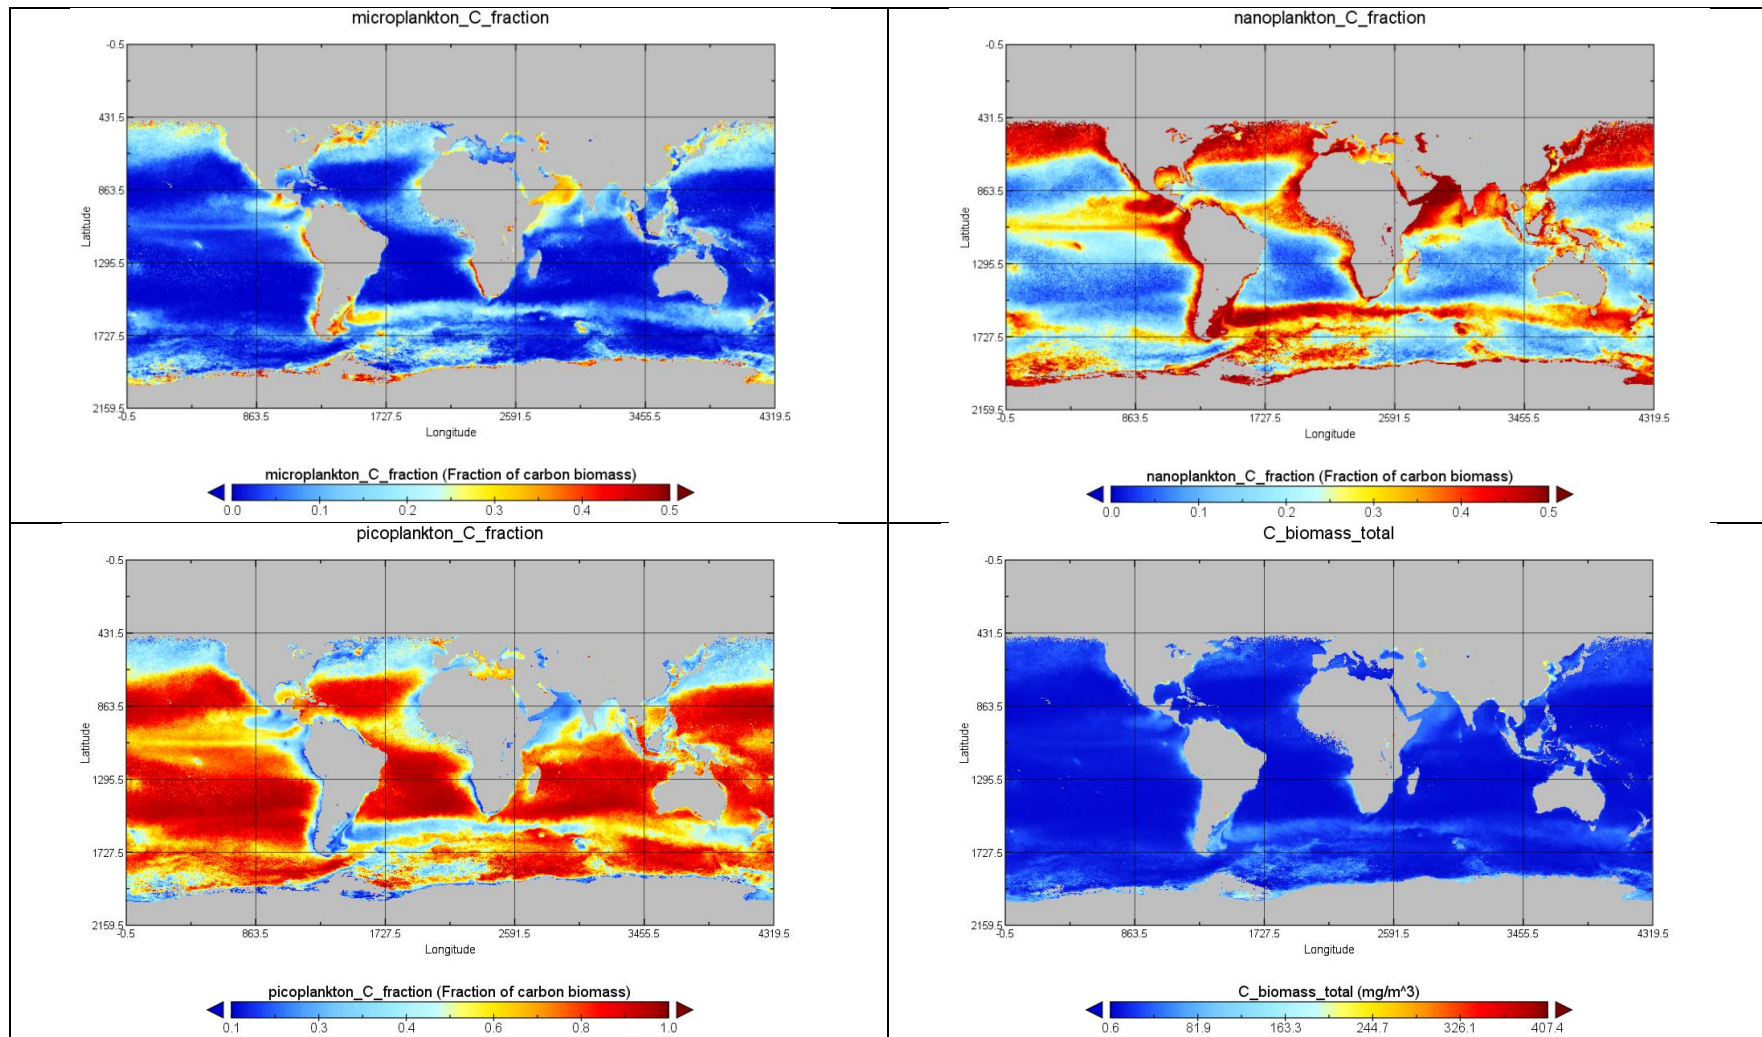 microplankton_C_fraction
-0.5
431.5
863.5
1295.5
1727.5
2159.5
Latitude
-0.5 863.5 1727.5 2591.5 3455.5 4319.5
Longitude
microplankton_C_fraction (Fraction of carbon biomass)
0.0 0.1 0.2 0.3 0.4 0.5
nanoplankton_C_fraction
-0.5
431.5
863.5
1295.5
1727.5
2159.5
Latitude
-0.5 863.5 1727.5 2591.5 3455.5 4319.5
Longitude
nanoplankton_C_fraction (Fraction of carbon biomass)
0.0 0.1 0.2 0.3 0.4 0.5
picoplankton_C_fraction
-0.5
431.5
863.5
1295.5
1727.5
2159.5
Latitude
-0.5 863.5 1727.5 2591.5 3455.5 4319.5
Longitude
picoplankton_C_fraction (Fraction of carbon biomass)
0.1 0.3 0.4 0.6 0.8 1.0
C_biomass_total
-0.5
431.5
863.5
1295.5
1727.5
2159.5
Latitude
-0.5 863.5 1727.5 2591.5 3455.5 4319.5
Longitude
C_biomass_total (mg/m^3)
0.6 81.9 163.3 244.7 326.1 407.4